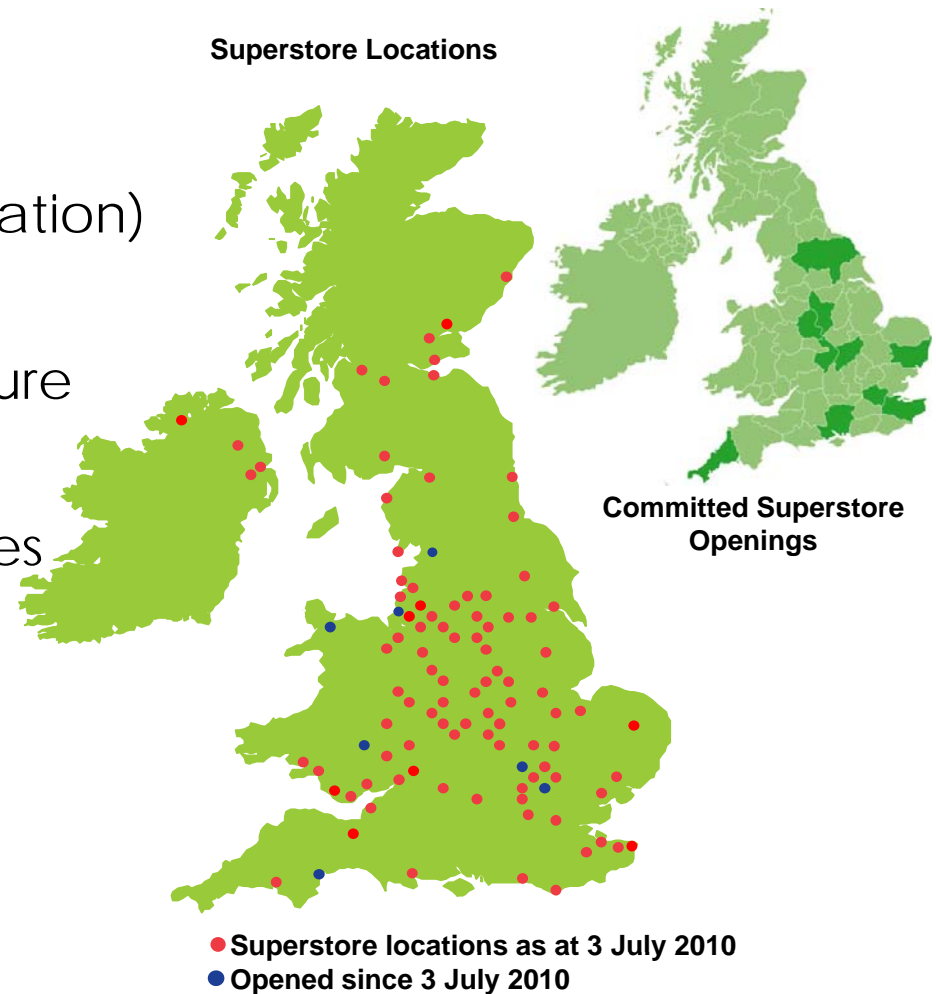 Superstore Locations
ation)
ure
es
Committed Superstore
Openings
Superstore locations as at 3 July 2010
Opened since 3 July 2010